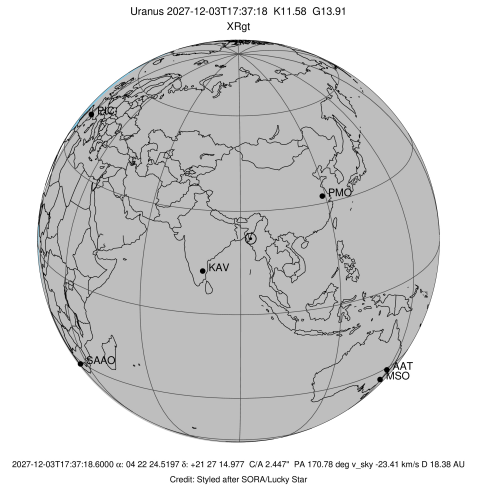 Uranus 2027-12-03T17:37:18 K11.58 G13.91
XRgt
PIC
PMO
KAV
SAAO
AAT
MSO
2027-12-03T17:37:18.6000 α: 04 22 24.5197 δ: +21 27 14.977 C/A 2.447" PA 170.78 deg v_sky -23.41 km/s D 18.38 AU
Credit: Styled after SORA/Lucky Star